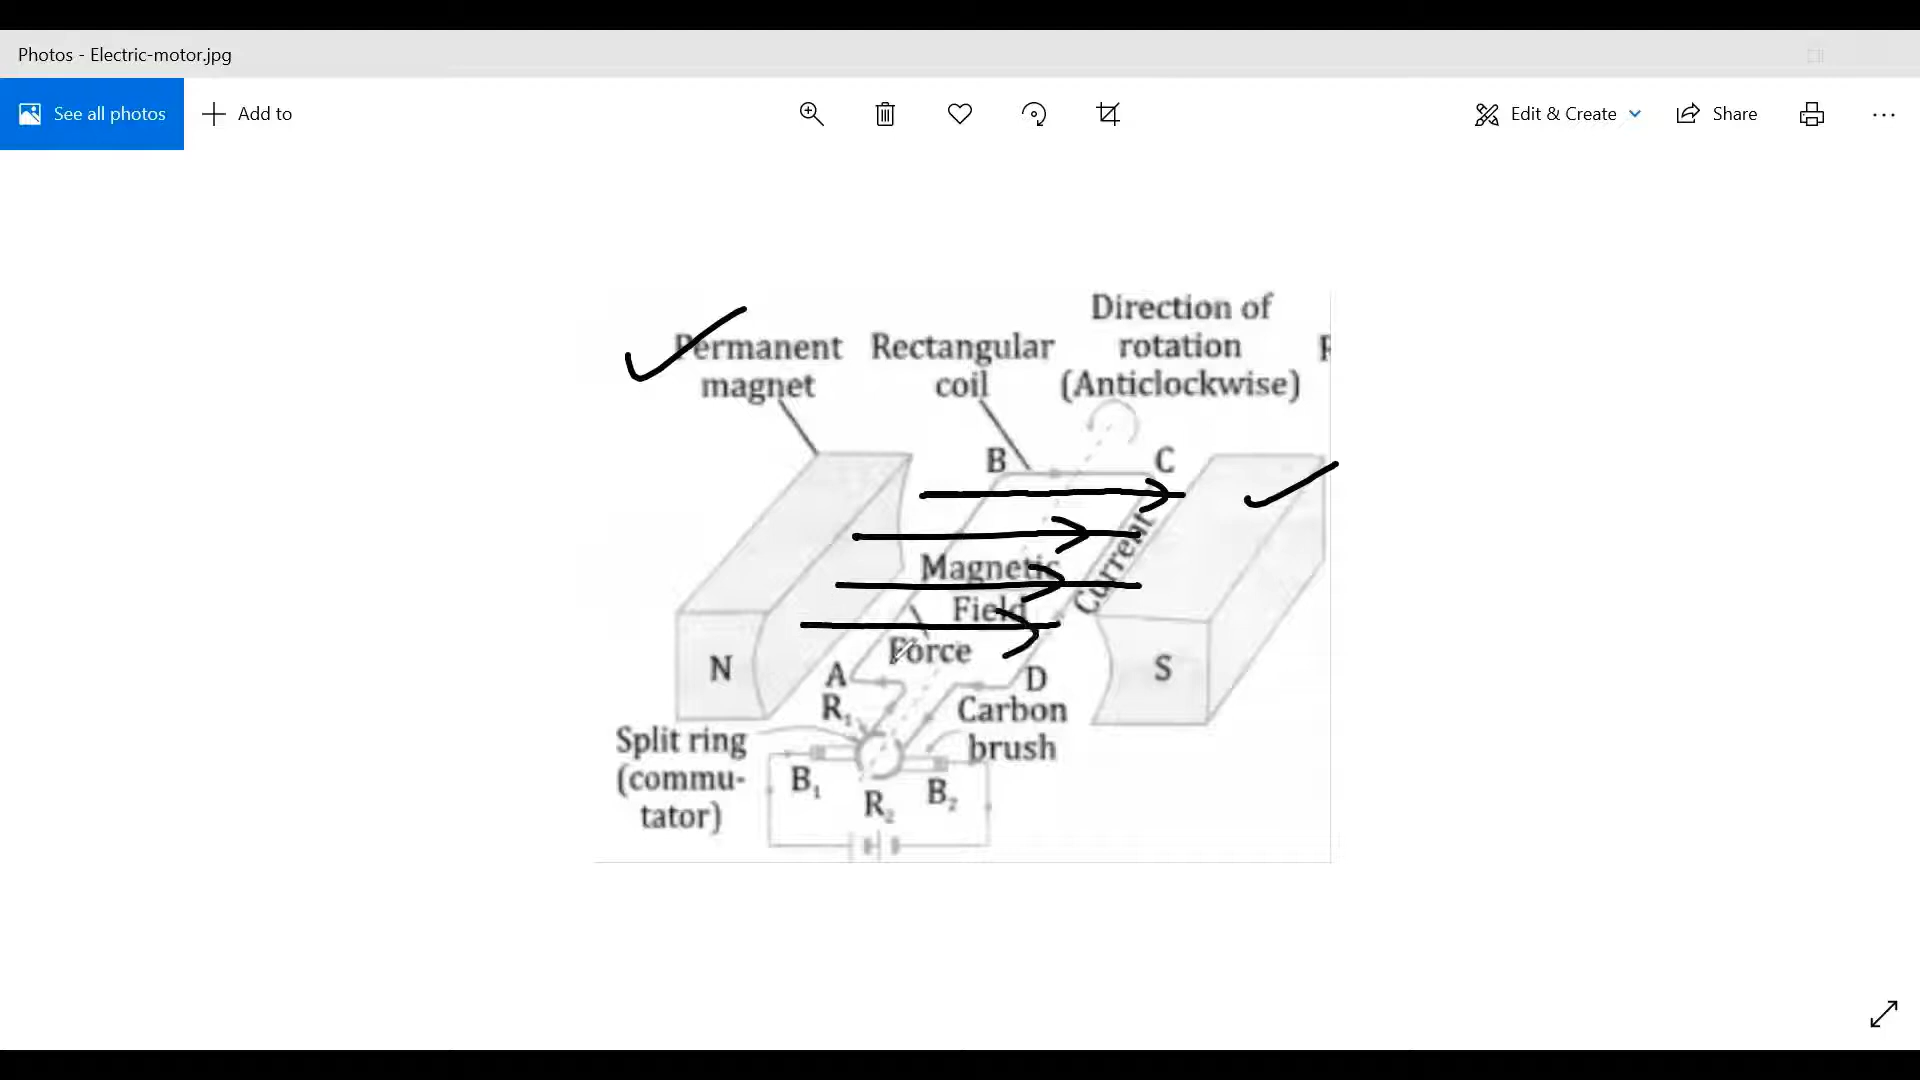 Photos - Electric-motor.jpg
See all photos
Add to
Edit & Create
Share
Direction of
rotation
(Anticlockwise)
Permanent
magnet
Rectangular
coil
B
C
Current
Magnetic
Field
Force
N
S
A
D
R₁
Carbon
brush
Split ring
(commu-
tator)
B₁
R₂
B₂